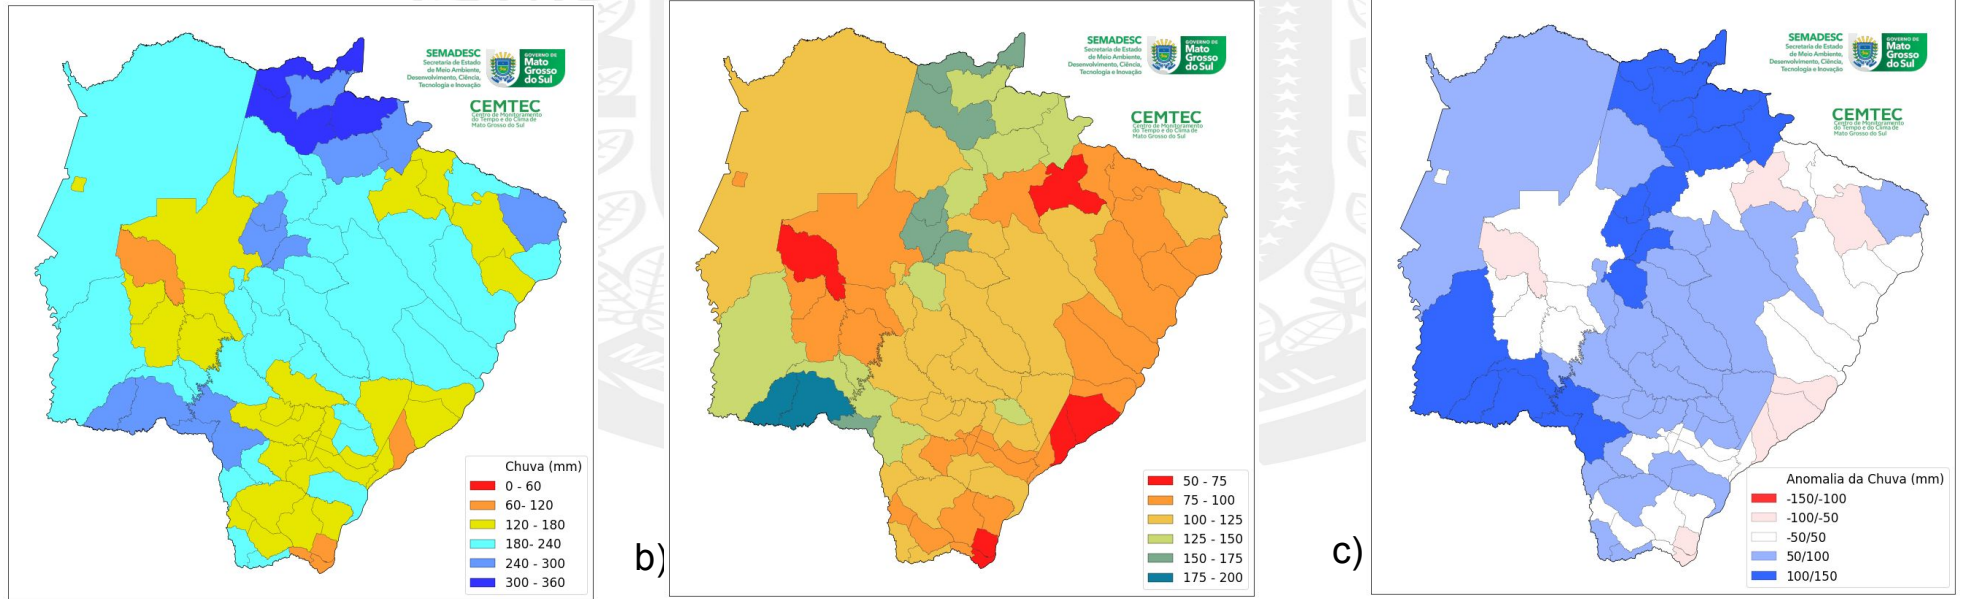 SEMADESC
Secretaria de Estado
de Meio Ambiente,
Desenvolvimento, Ciência,
Tecnologia e Inovação
GOVERNO DE
Mato
Grosso
do Sul
CEMTEC
Centro de Monitoramento
do Tempo e do Clima de
Mato Grosso do Sul
Chuva (mm)
0 - 60
60- 120
120 - 180
180- 240
240 - 300
300 - 360
b)
SEMADESC
Secretaria de Estado
de Meio Ambiente,
Desenvolvimento, Ciência,
Tecnologia e Inovação
GOVERNO DE
Mato
Grosso
do Sul
CEMTEC
Centro de Monitoramento
do Tempo e do Clima de
Mato Grosso do Sul
50 - 75
75 - 100
100 - 125
125 - 150
150 - 175
175 - 200
c)
SEMADESC
Secretaria de Estado
de Meio Ambiente,
Desenvolvimento, Ciência,
Tecnologia e Inovação
GOVERNO DE
Mato
Grosso
do Sul
CEMTEC
Centro de Monitoramento
do Tempo e do Clima de
Mato Grosso do Sul
Anomalia da Chuva (mm)
-150/-100
-100/-50
-50/50
50/100
100/150